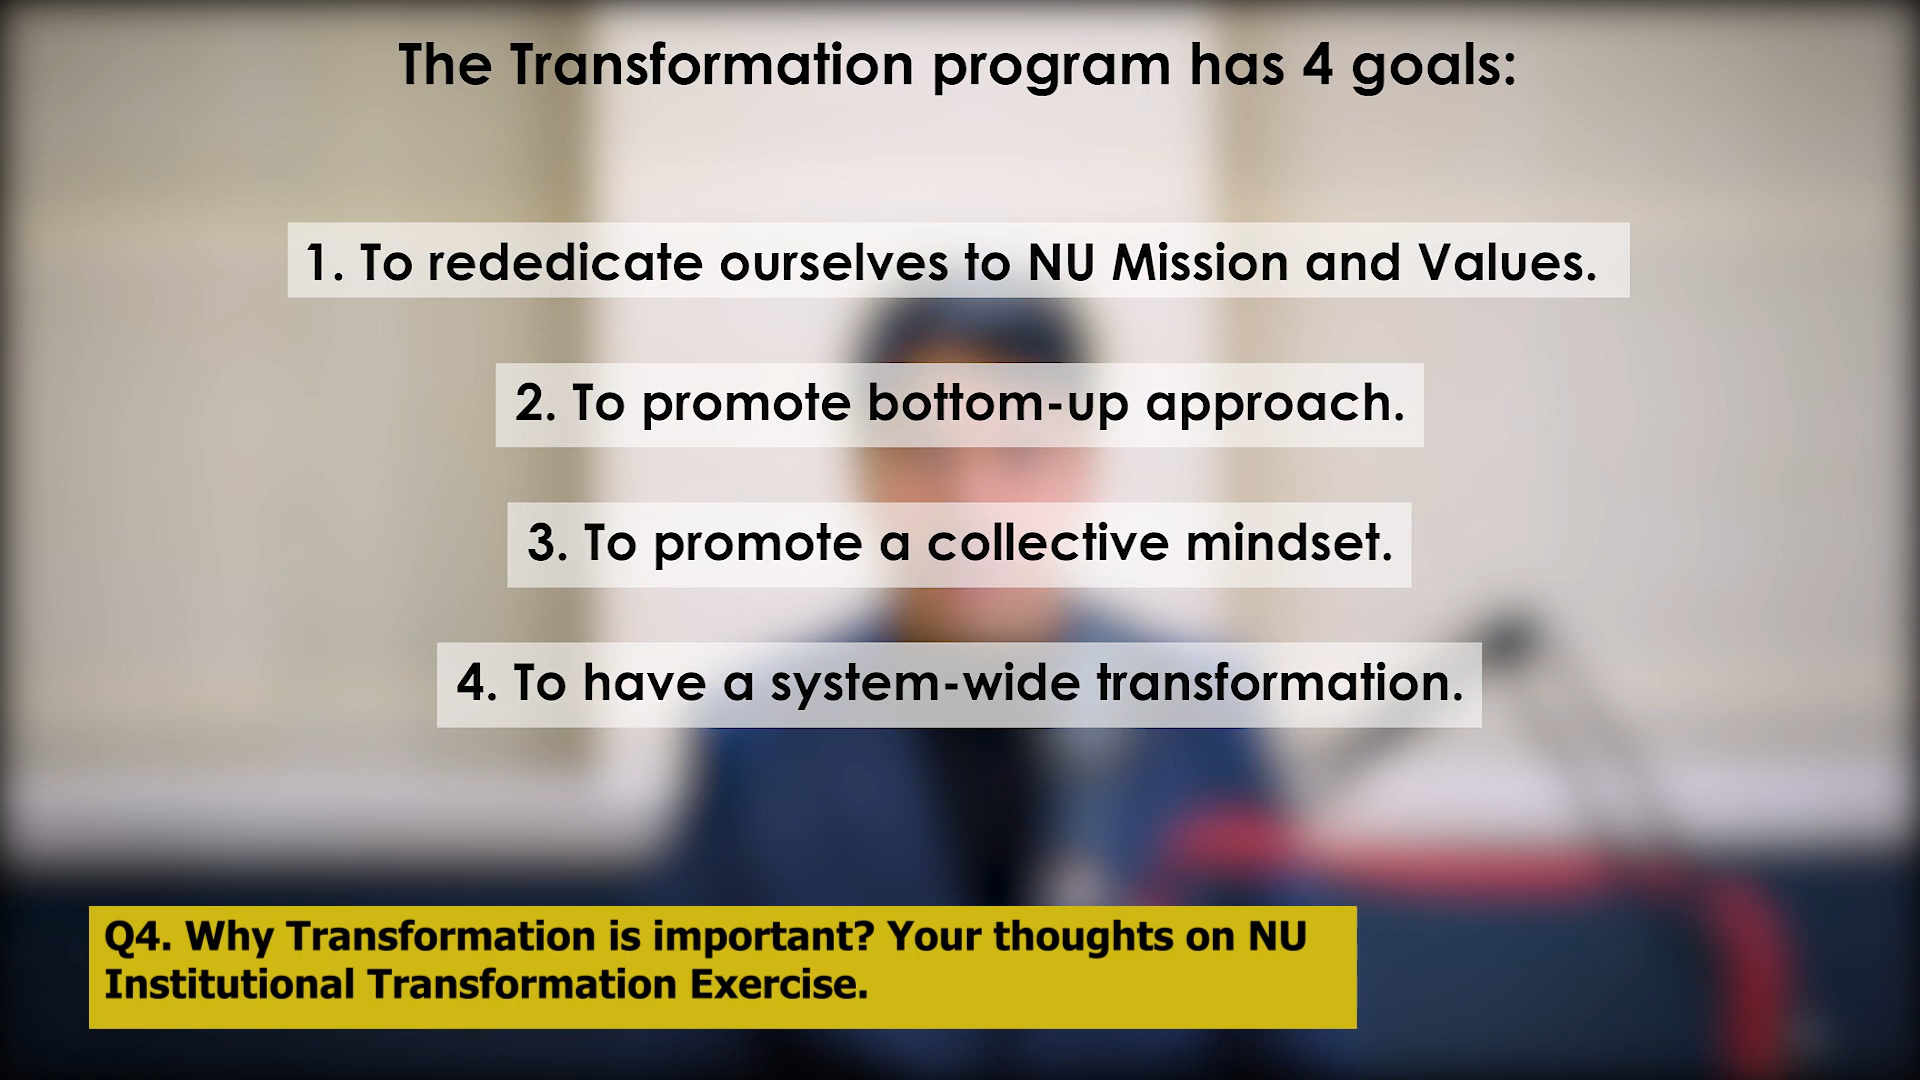 The Transformation program has 4 goals:
1. To rededicate ourselves to NU Mission and Values.
2. To promote bottom-up approach.
3. To promote a collective mindset.
4. To have a system-wide transformation.
Q4. Why Transformation is important? Your thoughts on NU
Institutional Transformation Exercise.